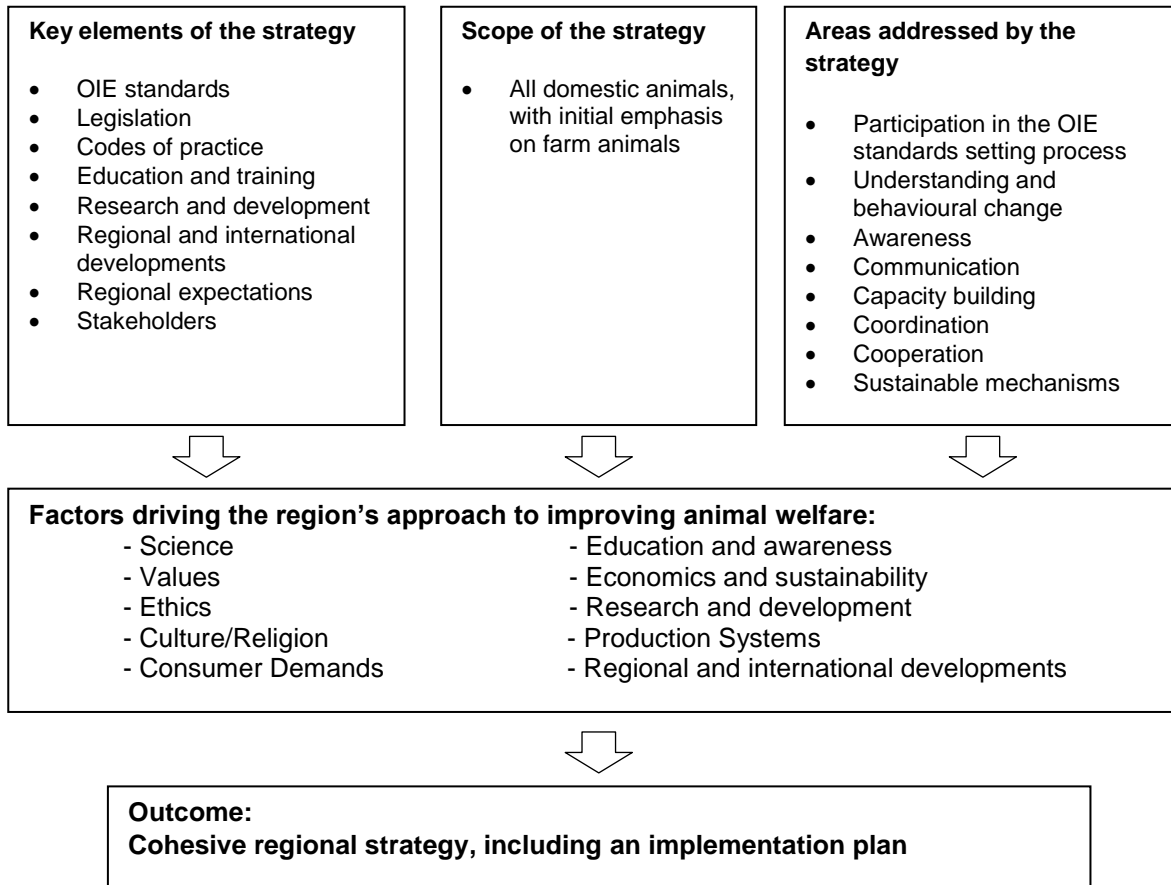 Key elements of the strategy
• OIE standards
• Legislation
• Codes of practice
• Education and training
• Research and development
• Regional and international
developments
• Regional expectations
• Stakeholders
Scope of the strategy
• All domestic animals,
with initial emphasis
on farm animals
Areas addressed by the
strategy
• Participation in the OIE
standards setting process
• Understanding and
behavioural change
• Awareness
• Communication
• Capacity building
• Coordination
• Cooperation
• Sustainable mechanisms
Factors driving the region’s approach to improving animal welfare:
- Science
- Values
- Ethics
- Culture/Religion
- Consumer Demands
- Education and awareness
- Economics and sustainability
- Research and development
- Production Systems
- Regional and international developments
Outcome:
Cohesive regional strategy, including an implementation plan